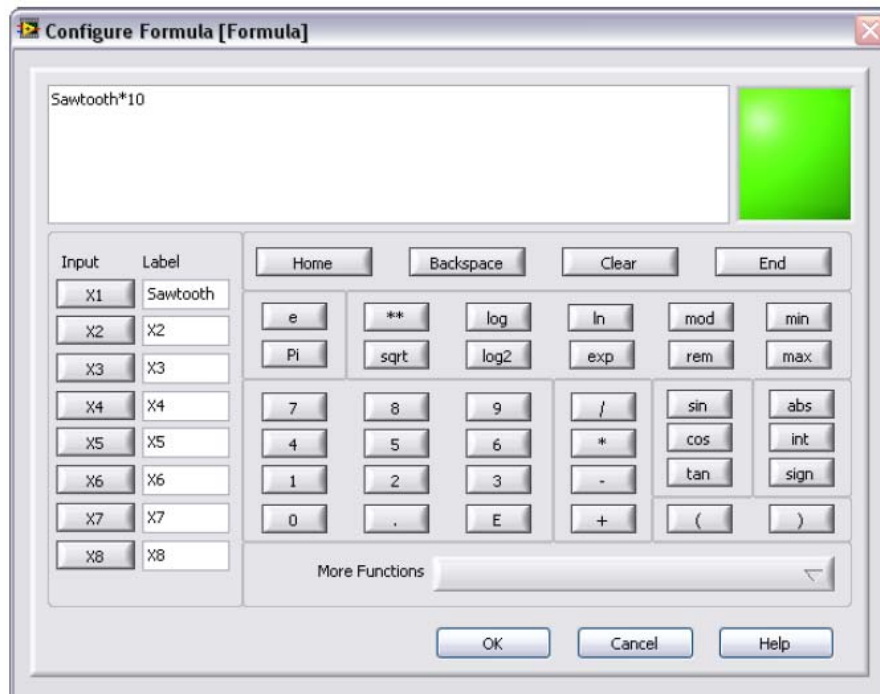 Configure Formula [Formula]
Sawtooth*10
Input Label
Home Backspace Clear End
X1 Sawtooth
X2 X2
X3 X3
X4 X4
X5 X5
X6 X6
X7 X7
X8 X8
e ** log ln mod min
Pi sqrt log2 exp rem max
7 8 9 / sin abs
4 5 6 * cos int
1 2 3 - tan sign
0 . E + ( )
More Functions
OK Cancel Help